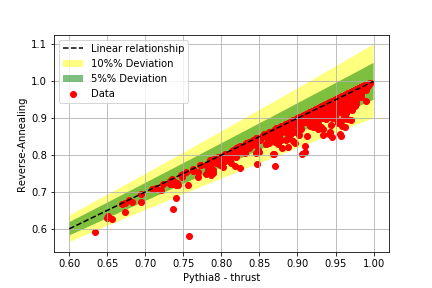 Linear relationship
10%% Deviation
5%% Deviation
Data
Reverse-Annealing
1.1
1.0
0.9
0.8
0.7
0.6
0.60 0.65 0.70 0.75 0.80 0.85 0.90 0.95 1.00
Pythia8 - thrust